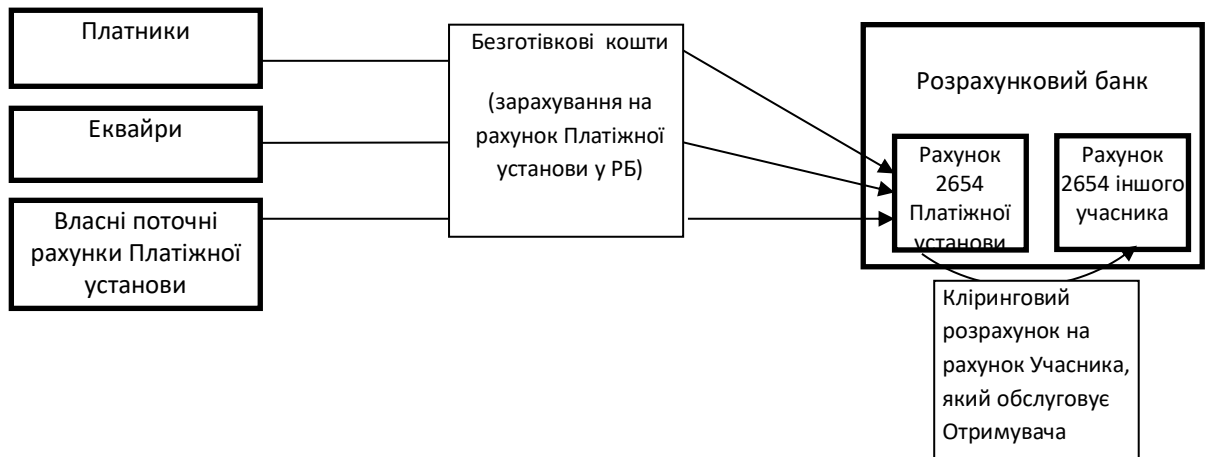 Платники
Еквайри
Власні поточні
рахунки Платіжної
установи
Безготівкові кошти
(зарахування на
рахунок Платіжної
установи у РБ)
Розрахунковий банк
Рахунок
2654
Платіжної
установи
Рахунок
2654 іншого
учасника
Кліринговий
розрахунок на
рахунок Учасника,
який обслуговує
Отримувача